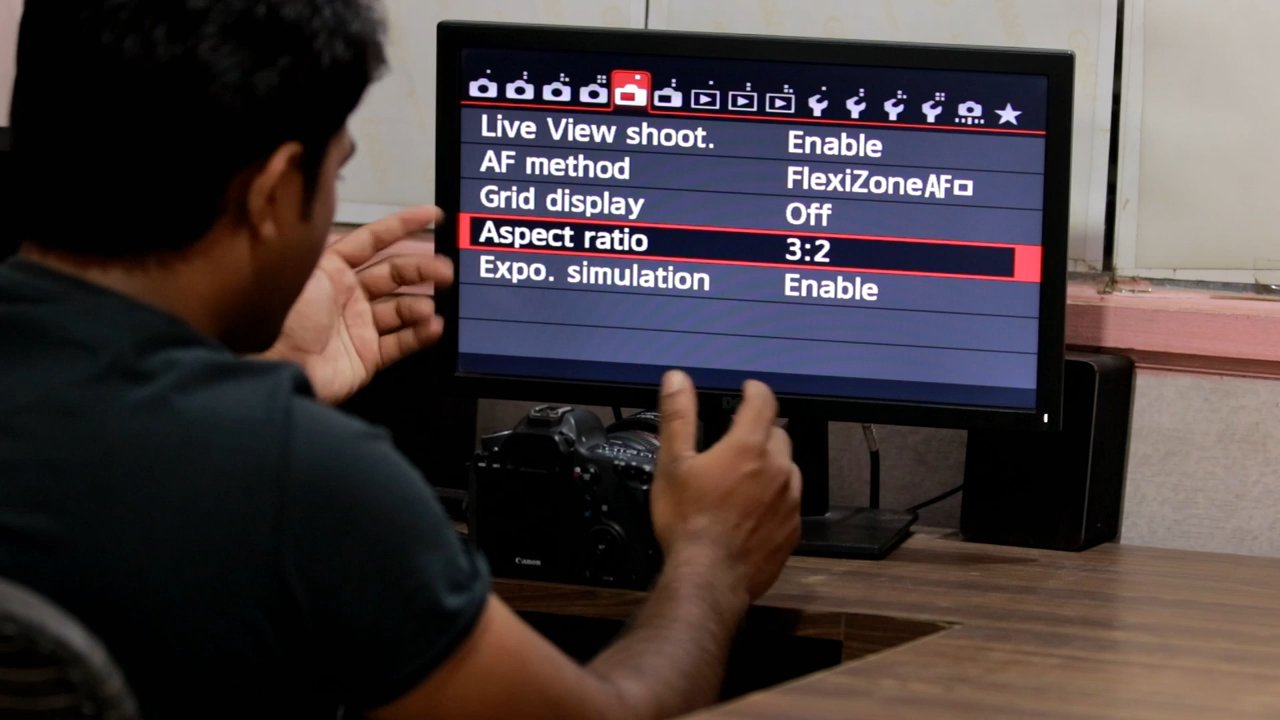 Live View shoot. Enable
AF method FlexiZoneAF□
Grid display Off
Aspect ratio 3:2
Expo. simulation Enable
Canon